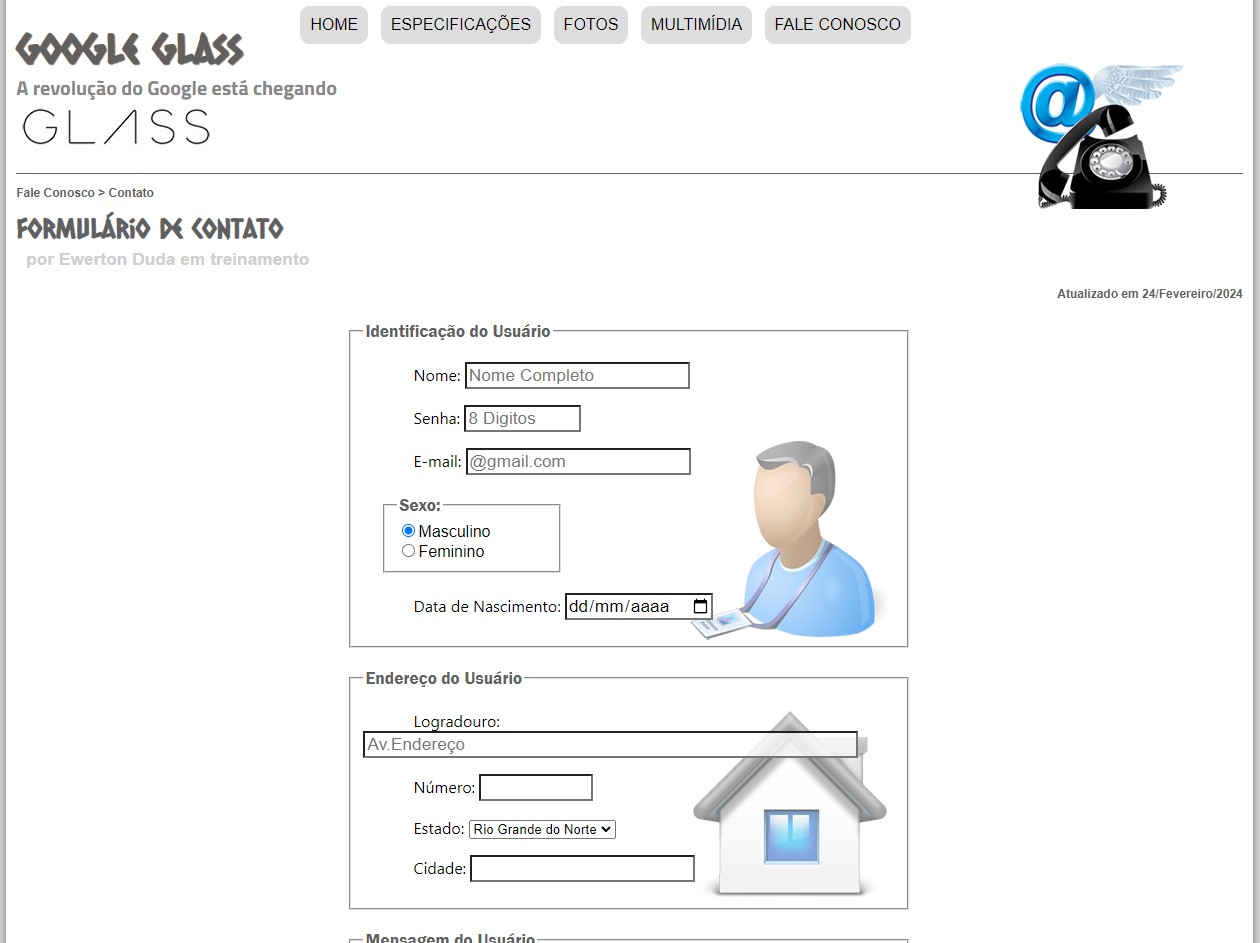 HOME ESPECIFICAÇÕES FOTOS MULTIMÍDIA FALE CONOSCO
GOOGLE GLASS
A revolução do Google está chegando
GLASS
@
Fale Conosco > Contato
FORMULÁRIO DE CONTATO
por Ewerton Duda em treinamento
Atualizado em 24/Fevereiro/2024
Identificação do Usuário
Nome: Nome Completo
Senha: 8 Digitos
E-mail: @gmail.com
Sexo:
Masculino
Feminino
Data de Nascimento: dd/mm/aaaa
Endereço do Usuário
Logradouro:
Av.Endereço
Número:
Estado: Rio Grande do Norte
Cidade:
Mensagem do Usuário